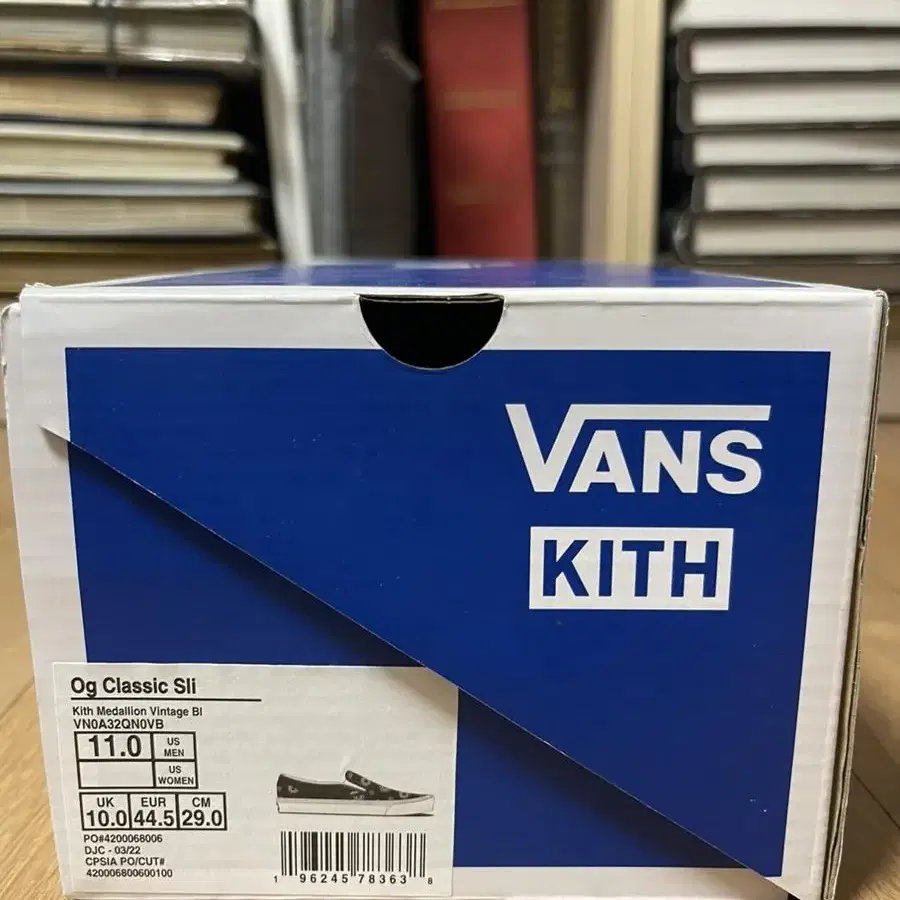 VANS
KITH
Og Classic Sli
Kith Medallion Vintage Bl
VN0A32QN0VB
11.0 US MEN
US WOMEN
UK EUR CM
10.0 44.5 29.0
PO#4200068006
DJC - 03/22
CPSIA PO/CUT#
420006800600100
1 96245 78363 8